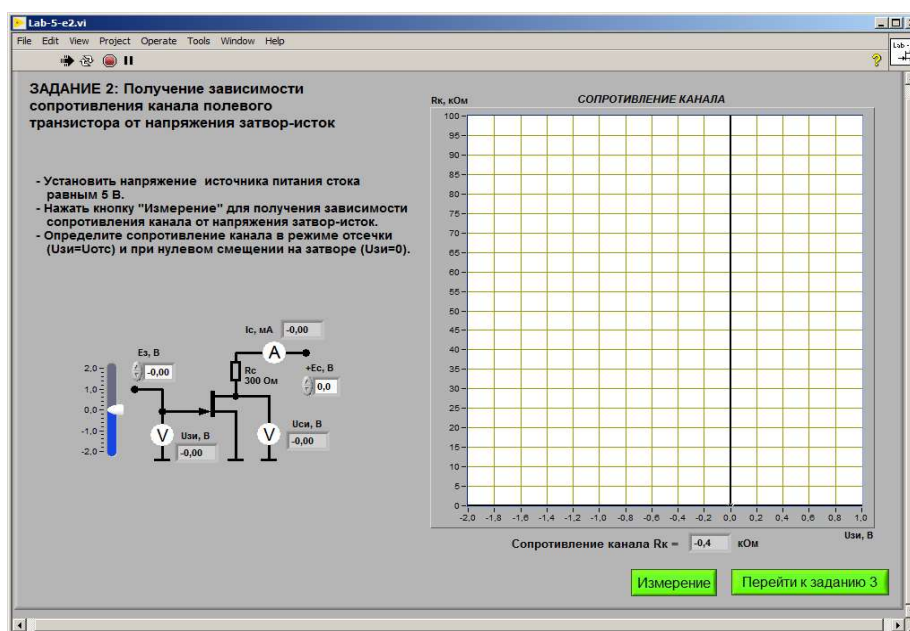 Lab-5-e2.vi
File Edit View Project Operate Tools Window Help
ЗАДАНИЕ 2: Получение зависимости
сопротивления канала полевого
транзистора от напряжения затвор-исток
- Установить напряжение источника питания стока
равным 5 В.
- Нажать кнопку "Измерение" для получения зависимости
сопротивления канала от напряжения затвор-исток.
- Определите сопротивление канала в режиме отсечки
(Uзи=Uотс) и при нулевом смещении на затворе (Uзи=0).
Iс, мА -0,00
A
Eз, В
-0,00
2,0
1,0
0,0
-1,0
-2,0
Rс
300 Ом
+Eс, В
0,0
V
Uзи, В
-0,00
V
Uси, В
-0,00
Rк, кОм
СОПРОТИВЛЕНИЕ КАНАЛА
100
95
90
85
80
75
70
65
60
55
50
45
40
35
30
25
20
15
10
5
0
-2,0 -1,8 -1,6 -1,4 -1,2 -1,0 -0,8 -0,6 -0,4 -0,2 0,0 0,2 0,4 0,6 0,8 1,0
Uзи, В
Сопротивление канала Rк = -0,4 кОм
Измерение
Перейти к заданию 3